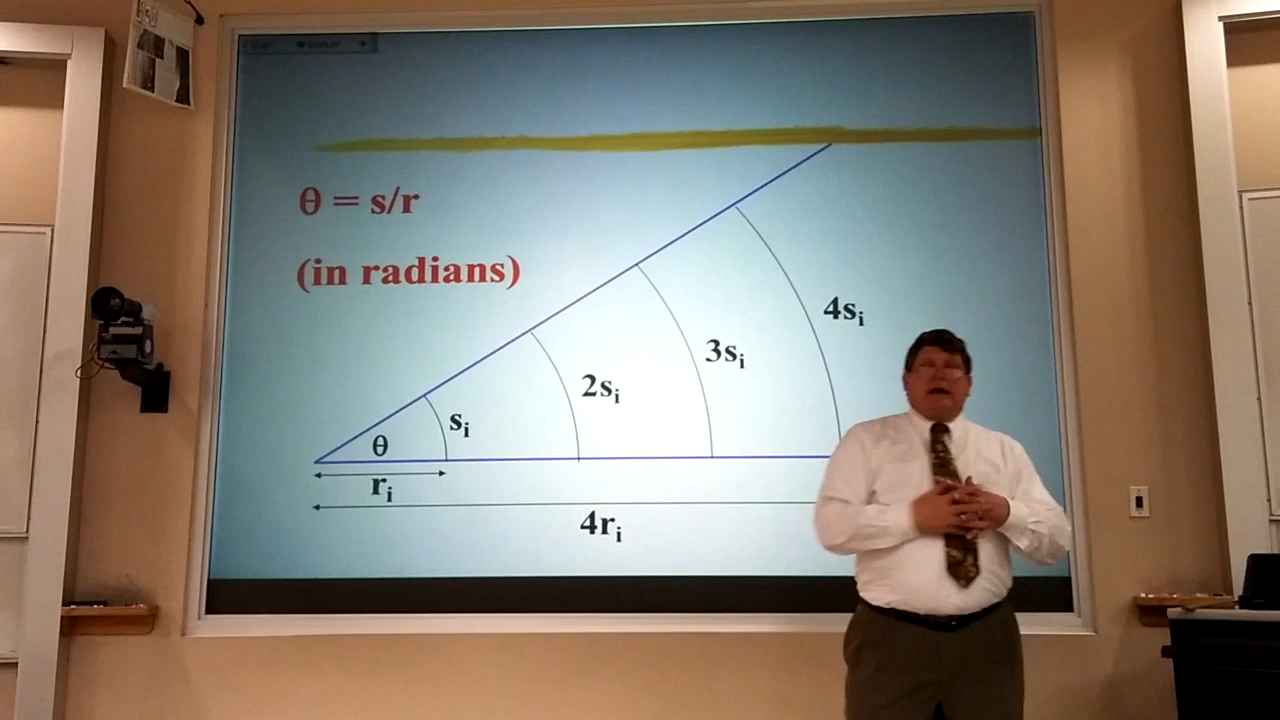 θ = s/r
(in radians)
4sᵢ
3sᵢ
2sᵢ
sᵢ
θ
rᵢ
4rᵢ